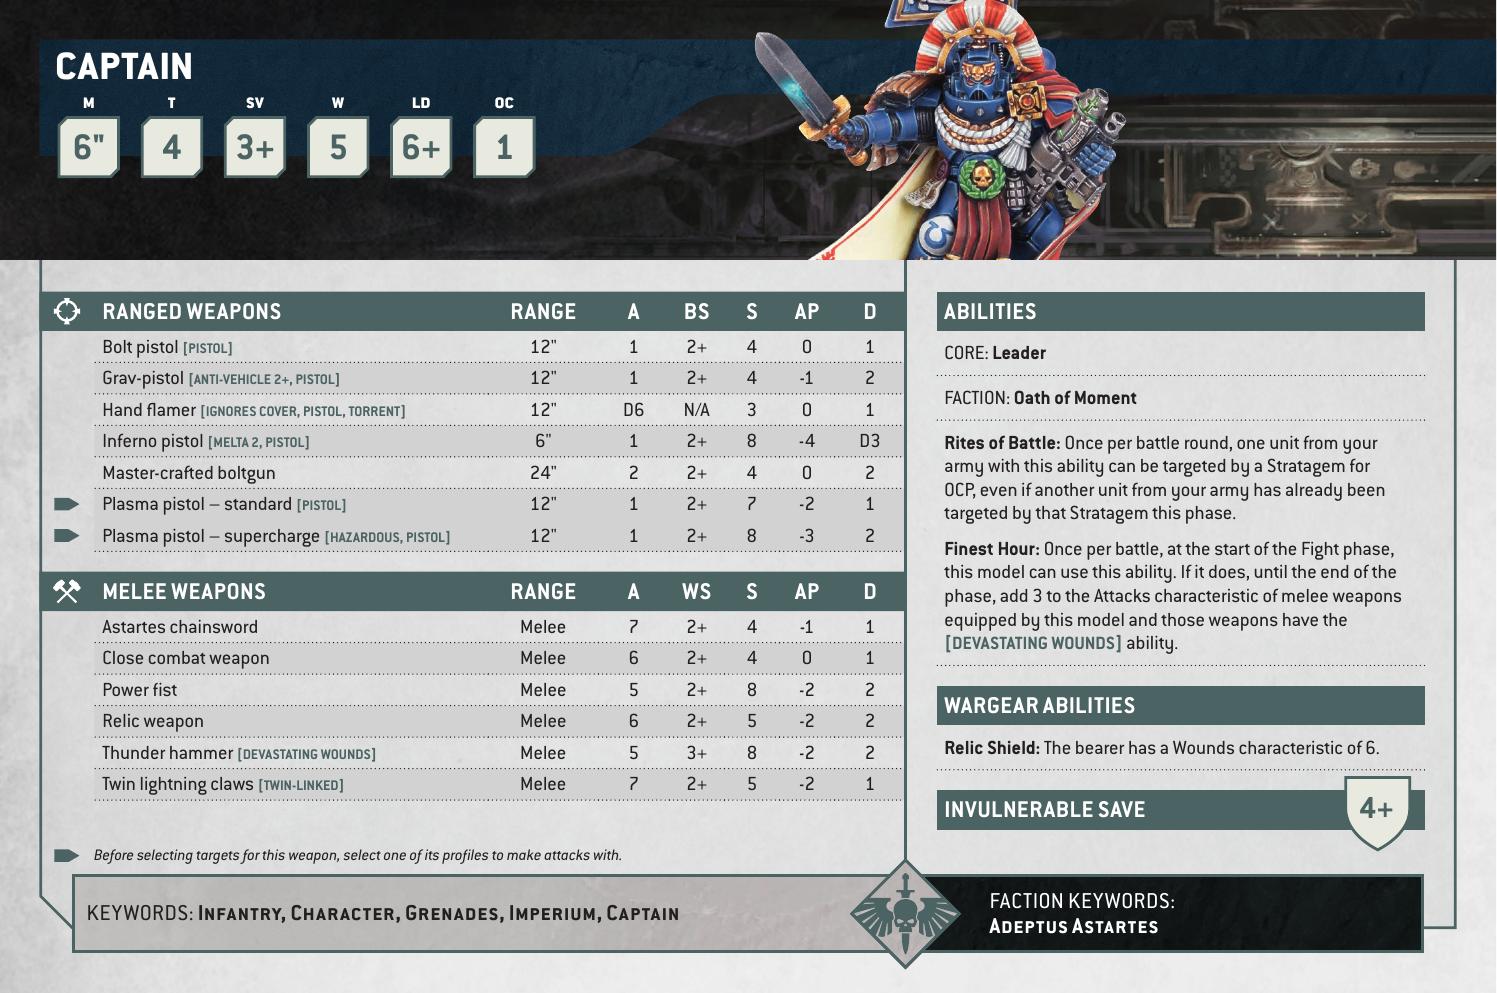 CAPTAIN
M T SV W LD OC
6" 4 3+ 5 6+ 1
RANGED WEAPONS RANGE A BS S AP D
Bolt pistol [PISTOL] 12" 1 2+ 4 0 1
Grav-pistol [ANTI-VEHICLE 2+, PISTOL] 12" 1 2+ 4 -1 2
Hand flamer [IGNORES COVER, PISTOL, TORRENT] 12" D6 N/A 3 0 1
Inferno pistol [MELTA 2, PISTOL] 6" 1 2+ 8 -4 D3
Master-crafted boltgun 24" 2 2+ 4 0 2
Plasma pistol – standard [PISTOL] 12" 1 2+ 7 -2 1
Plasma pistol – supercharge [HAZARDOUS, PISTOL] 12" 1 2+ 8 -3 2
MELEE WEAPONS RANGE A WS S AP D
Astartes chainsword Melee 7 2+ 4 -1 1
Close combat weapon Melee 6 2+ 4 0 1
Power fist Melee 5 2+ 8 -2 2
Relic weapon Melee 6 2+ 5 -2 2
Thunder hammer [DEVASTATING WOUNDS] Melee 5 3+ 8 -2 2
Twin lightning claws [TWIN-LINKED] Melee 7 2+ 5 -2 1
Before selecting targets for this weapon, select one of its profiles to make attacks with.
ABILITIES
CORE: Leader
FACTION: Oath of Moment
Rites of Battle: Once per battle round, one unit from your
army with this ability can be targeted by a Stratagem for
0CP, even if another unit from your army has already been
targeted by that Stratagem this phase.
Finest Hour: Once per battle, at the start of the Fight phase,
this model can use this ability. If it does, until the end of the
phase, add 3 to the Attacks characteristic of melee weapons
equipped by this model and those weapons have the
[DEVASTATING WOUNDS] ability.
WARGEAR ABILITIES
Relic Shield: The bearer has a Wounds characteristic of 6.
INVULNERABLE SAVE 4+
KEYWORDS: INFANTRY, CHARACTER, GRENADES, IMPERIUM, CAPTAIN
FACTION KEYWORDS:
ADEPTUS ASTARTES